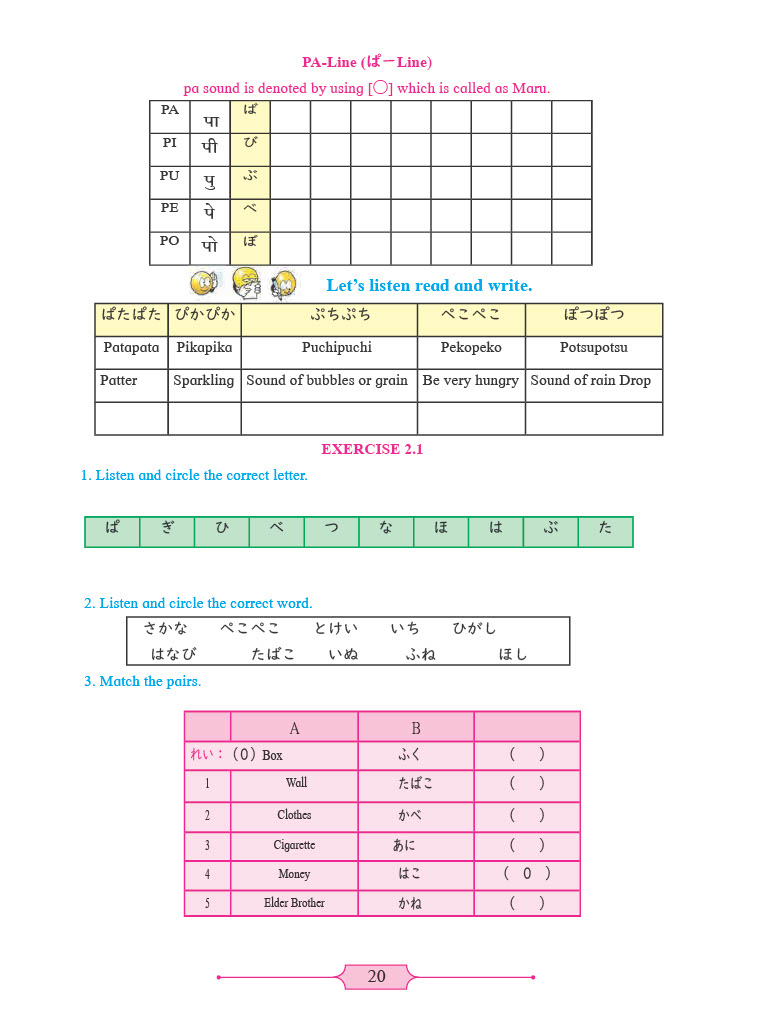 PA-Line (ぱーLine)
pa sound is denoted by using [○] which is called as Maru.
PA पा ば
PI पी び
PU पु ぶ
PE पे べ
PO पो ぼ
Let's listen read and write.
ぱたぱた ぴかぴか ぷちぷち ぺこぺこ ぽつぽつ
Patapata Pikapika Puchipuchi Pekopeko Potsupotsu
Patter Sparkling Sound of bubbles or grain Be very hungry Sound of rain Drop
EXERCISE 2.1
1. Listen and circle the correct letter.
ぱ ぎ ひ べ つ な ほ は ぶ た
2. Listen and circle the correct word.
さかな ぺこぺこ とけい いち ひがし
はなび たばこ いぬ ふね ほし
3. Match the pairs.
A B
れい：(0) Box ふく ( )
1 Wall たばこ ( )
2 Clothes かべ ( )
3 Cigarette あに ( )
4 Money はこ ( 0 )
5 Elder Brother かね ( )
20